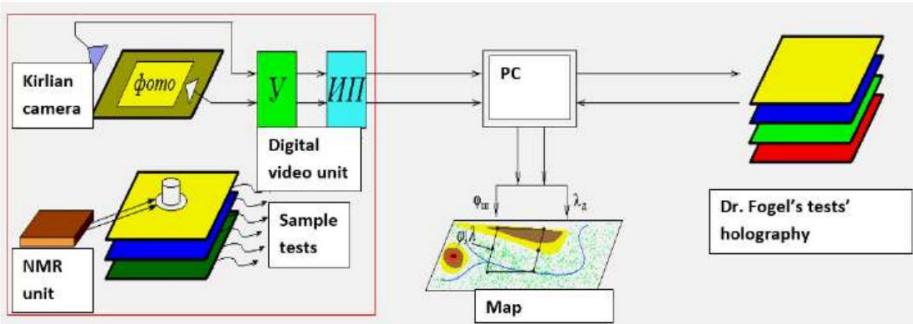 Kirlian
camera
фото
У
ИП
Digital
video unit
NMR
unit
Sample
tests
PC
φш
λд
φ,λ
Map
Dr. Fogel's tests'
holography